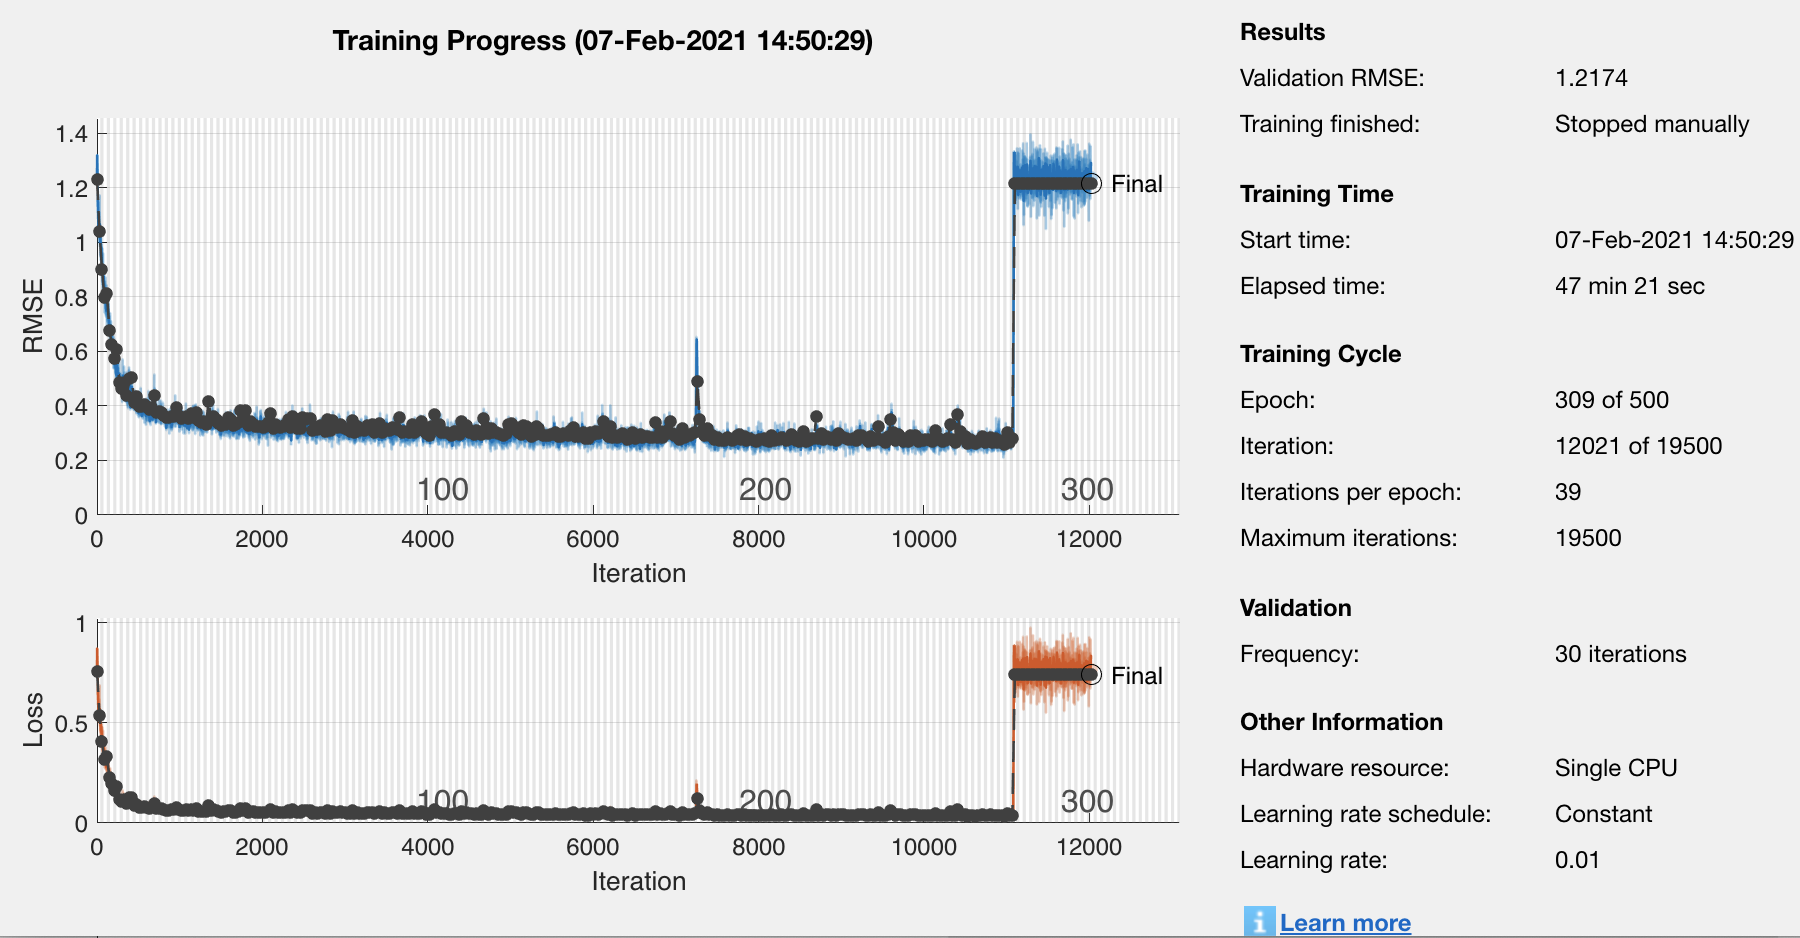 Training Progress (07-Feb-2021 14:50:29)
1.4
1.2
1
0.8
0.6
0.4
0.2
0
RMSE
Final
100 200 300
0 2000 4000 6000 8000 10000 12000
Iteration
1
0.5
0
Loss
Final
100 200 300
0 2000 4000 6000 8000 10000 12000
Iteration
Results
Validation RMSE: 1.2174
Training finished: Stopped manually
Training Time
Start time: 07-Feb-2021 14:50:29
Elapsed time: 47 min 21 sec
Training Cycle
Epoch: 309 of 500
Iteration: 12021 of 19500
Iterations per epoch: 39
Maximum iterations: 19500
Validation
Frequency: 30 iterations
Other Information
Hardware resource: Single CPU
Learning rate schedule: Constant
Learning rate: 0.01
i Learn more